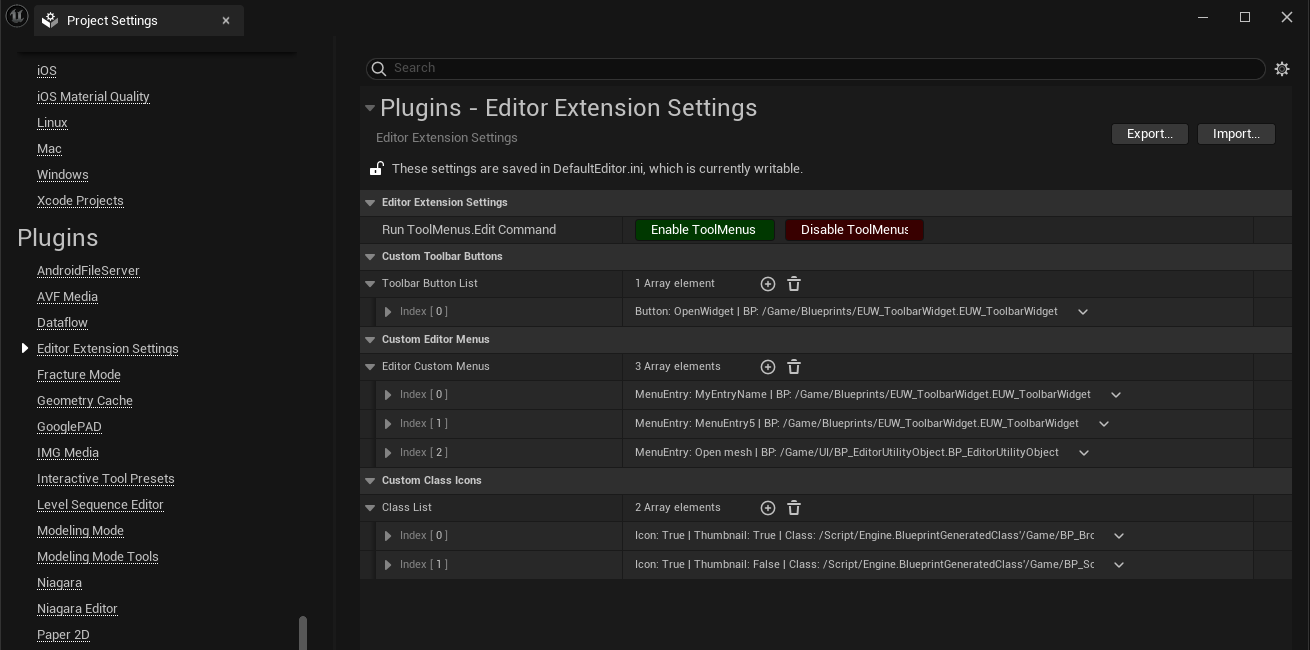 Project Settings
iOS
iOS Material Quality
Linux
Mac
Windows
Xcode Projects
Plugins
AndroidFileServer
AVF Media
Dataflow
Editor Extension Settings
Fracture Mode
Geometry Cache
GooglePAD
IMG Media
Interactive Tool Presets
Level Sequence Editor
Modeling Mode
Modeling Mode Tools
Niagara
Niagara Editor
Paper 2D
Search
Plugins - Editor Extension Settings
Editor Extension Settings
Export...
Import...
These settings are saved in DefaultEditor.ini, which is currently writable.
Editor Extension Settings
Run ToolMenus.Edit Command Enable ToolMenus Disable ToolMenus
Custom Toolbar Buttons
Toolbar Button List 1 Array element
Index [ 0 ] Button: OpenWidget | BP: /Game/Blueprints/EUW_ToolbarWidget.EUW_ToolbarWidget
Custom Editor Menus
Editor Custom Menus 3 Array elements
Index [ 0 ] MenuEntry: MyEntryName | BP: /Game/Blueprints/EUW_ToolbarWidget.EUW_ToolbarWidget
Index [ 1 ] MenuEntry: MenuEntry5 | BP: /Game/Blueprints/EUW_ToolbarWidget.EUW_ToolbarWidget
Index [ 2 ] MenuEntry: Open mesh | BP: /Game/UI/BP_EditorUtilityObject.BP_EditorUtilityObject
Custom Class Icons
Class List 2 Array elements
Index [ 0 ] Icon: True | Thumbnail: True | Class: /Script/Engine.BlueprintGeneratedClass'/Game/BP_Brc
Index [ 1 ] Icon: True | Thumbnail: False | Class: /Script/Engine.BlueprintGeneratedClass'/Game/BP_Sc